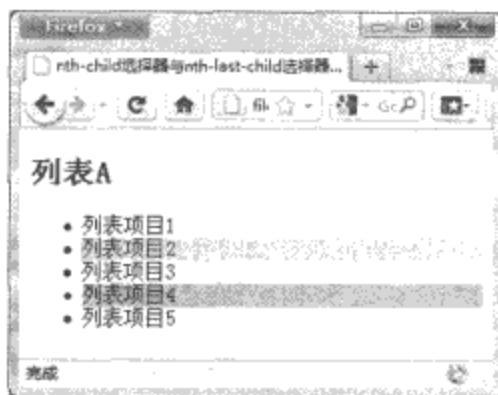 Firefox
nth-child选择器与nth-last-child选择器...
列表A
列表项目1
列表项目2
列表项目3
列表项目4
列表项目5
完成